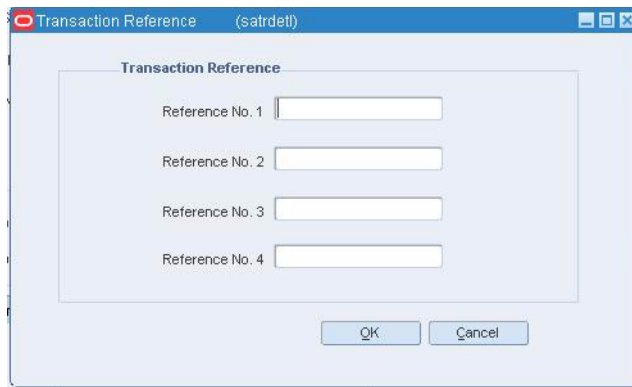 Transaction Reference (satrdetl)
Transaction Reference
Reference No. 1
Reference No. 2
Reference No. 3
Reference No. 4
OK Cancel